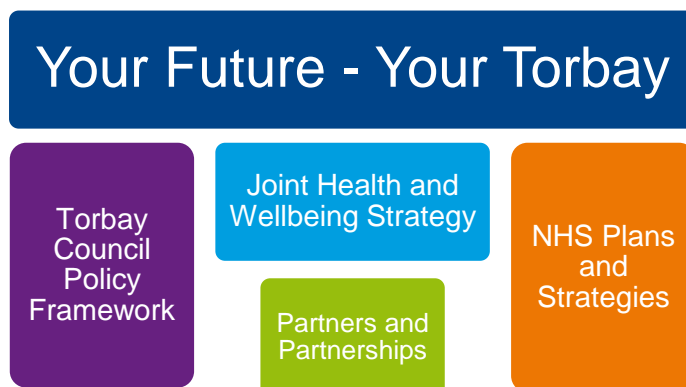 Your Future - Your Torbay
Torbay
Council
Policy
Framework
Joint Health and
Wellbeing Strategy
Partners and
Partnerships
NHS Plans
and
Strategies